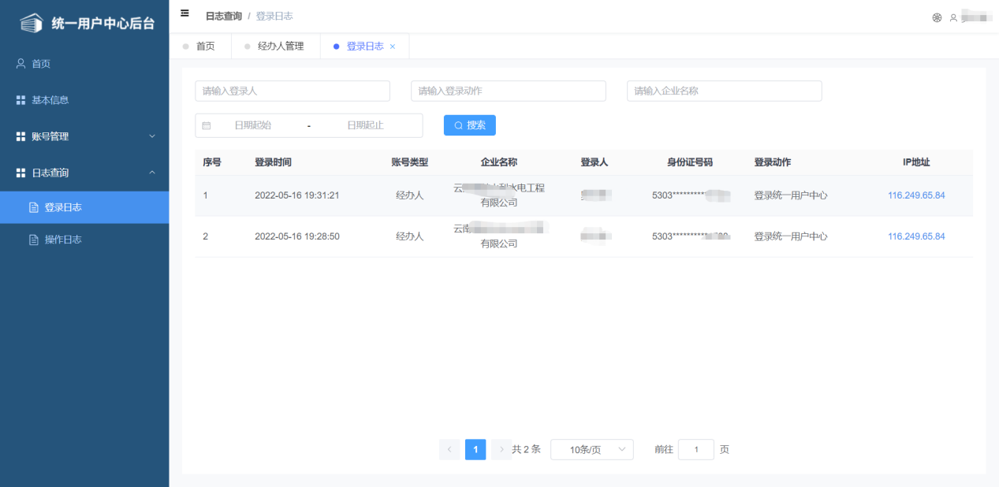 统一用户中心后台
首页
基本信息
账号管理
日志查询
登录日志
操作日志
日志查询 / 登录日志
首页 经办人管理 登录日志 ×
请输入登录人 请输入登录动作 请输入企业名称
日期起始 - 日期起止 搜索
序号 登录时间 账号类型 企业名称 登录人 身份证号码 登录动作 IP地址
1 2022-05-16 19:31:21 经办人 云 水电工程 5303********* 登录统一用户中心 116.249.65.84
有限公司
2 2022-05-16 19:28:50 经办人 云南 5303********** 登录统一用户中心 116.249.65.84
有限公司
< 1 > 共 2 条 10条/页 前往 1 页